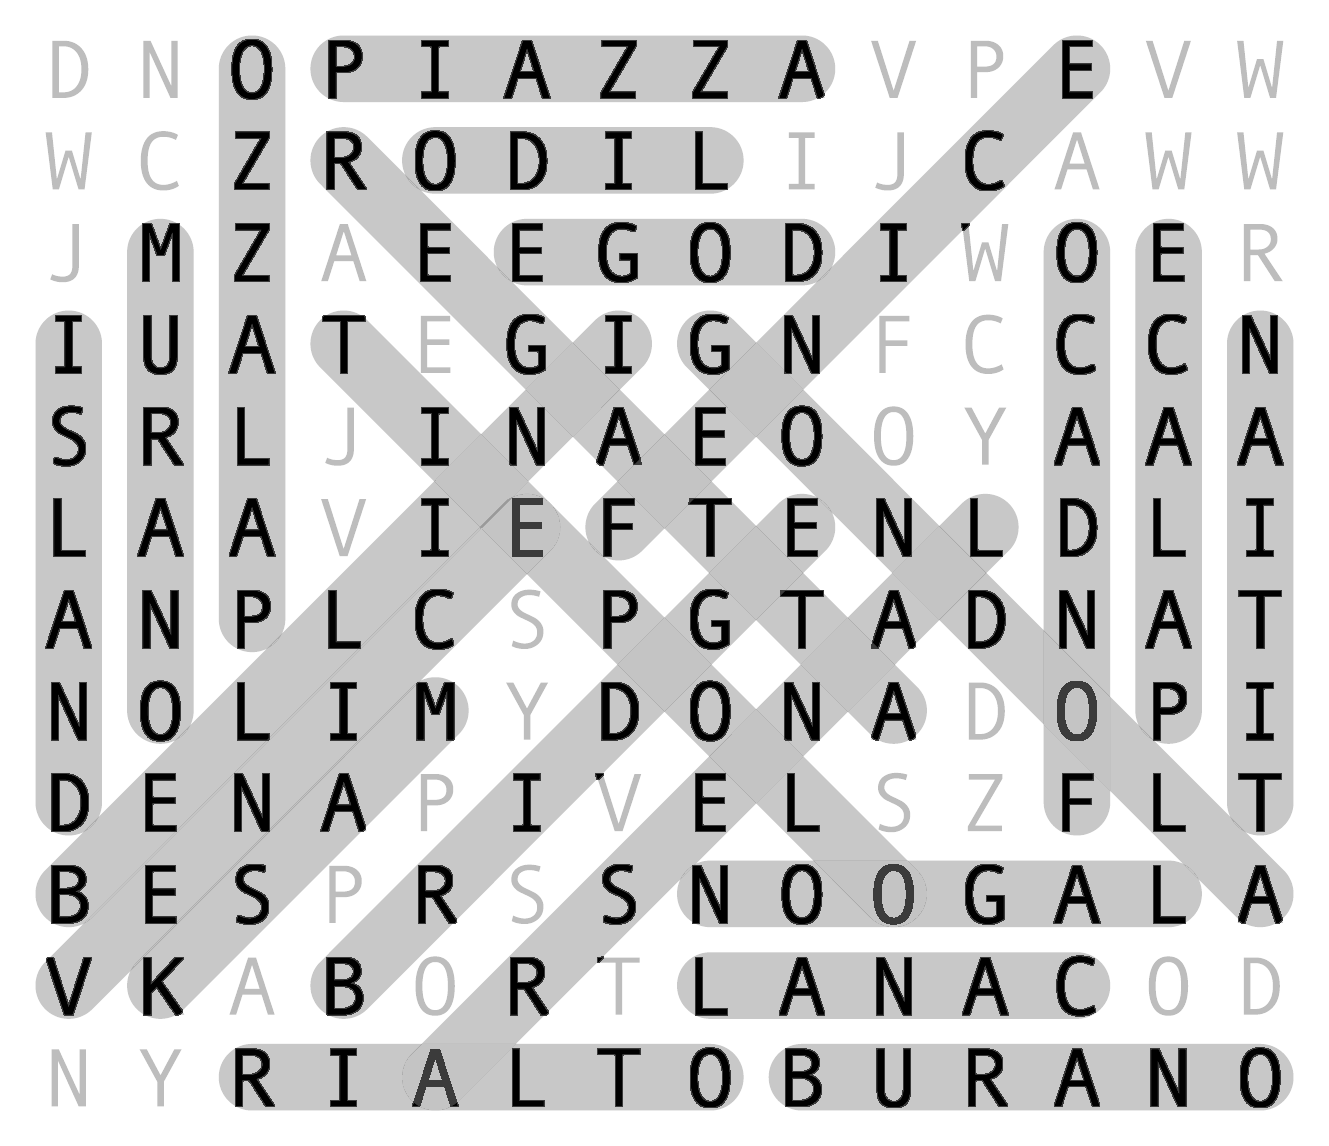 D N O P I A Z Z A V P E V W
W C Z R O D I L I J C A W W
J M Z A E E G O D I W O E R
I U A T E G I G N F C C C N
S R L J I N A E O O Y A A A
L A A V I E F T E N L D L I
A N P L C S P G T A D N A T
N O L I M Y D O N A D O P I
D E N A P I V E L S Z F L T
B E S P R S S N O O G A L A
V K A B O R T L A N A C O D
N Y R I A L T O B U R A N O